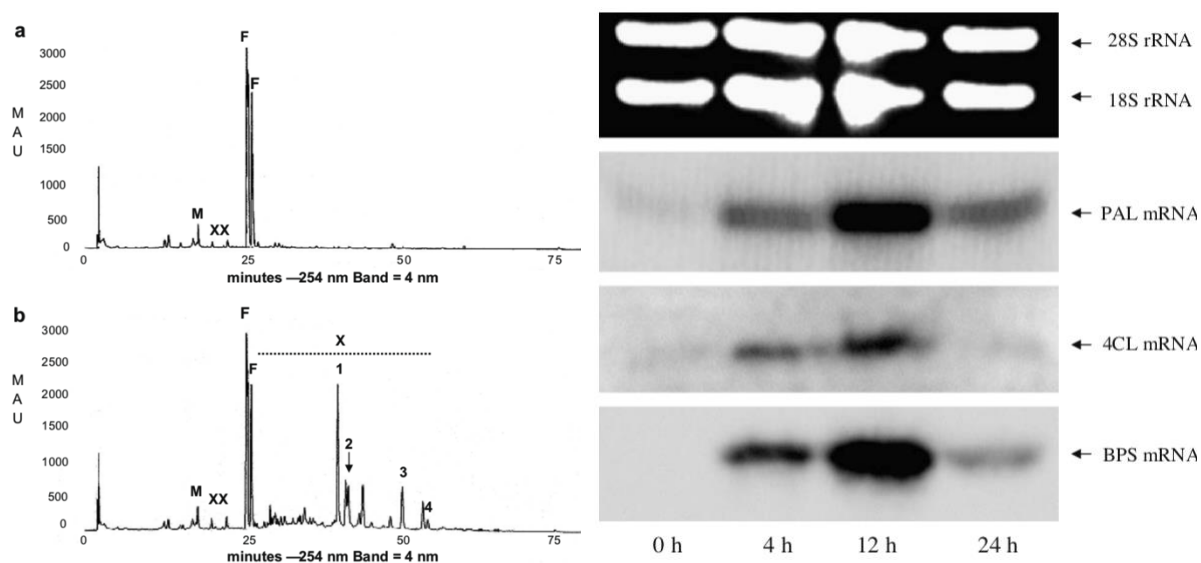 a
3000
2500
2000
1500
1000
500
0
M
A
U
F
F
M
XX
0
25
50
75
minutes —254 nm Band = 4 nm
b
3000
2500
2000
1500
1000
500
0
M
A
U
F
F
X
1
2
3
4
M
XX
0
25
50
75
minutes —254 nm Band = 4 nm
28S rRNA
18S rRNA
PAL mRNA
4CL mRNA
BPS mRNA
0 h 4 h 12 h 24 h